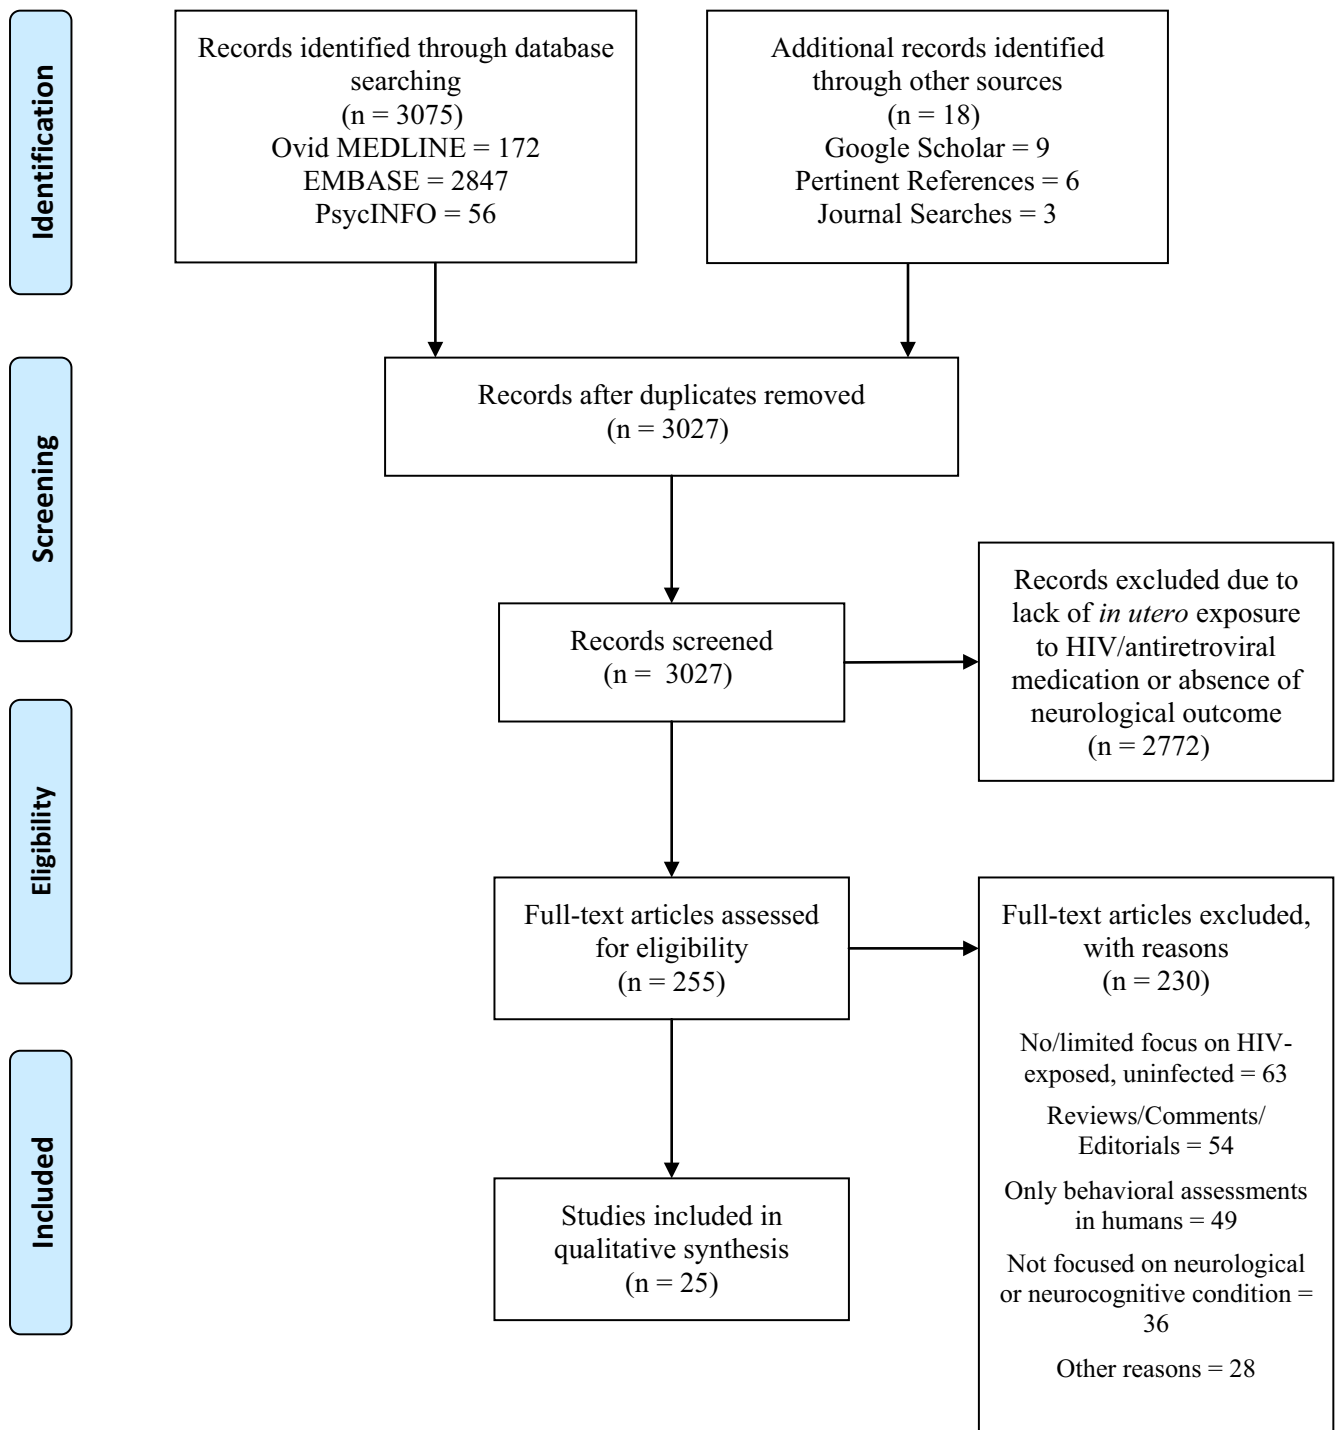 Identification
Records identified through database
searching
(n = 3075)
Ovid MEDLINE = 172
EMBASE = 2847
PsycINFO = 56
Additional records identified
through other sources
(n = 18)
Google Scholar = 9
Pertinent References = 6
Journal Searches = 3
Screening
Records after duplicates removed
(n = 3027)
Records screened
(n =  3027)
Records excluded due to
lack of in utero exposure
to HIV/antiretroviral
medication or absence of
neurological outcome
(n = 2772)
Eligibility
Full-text articles assessed
for eligibility
(n = 255)
Full-text articles excluded,
with reasons
(n = 230)
No/limited focus on HIV-
exposed, uninfected = 63
Reviews/Comments/
Editorials = 54
Only behavioral assessments
in humans = 49
Not focused on neurological
or neurocognitive condition =
36
Other reasons = 28
Included
Studies included in
qualitative synthesis
(n = 25)